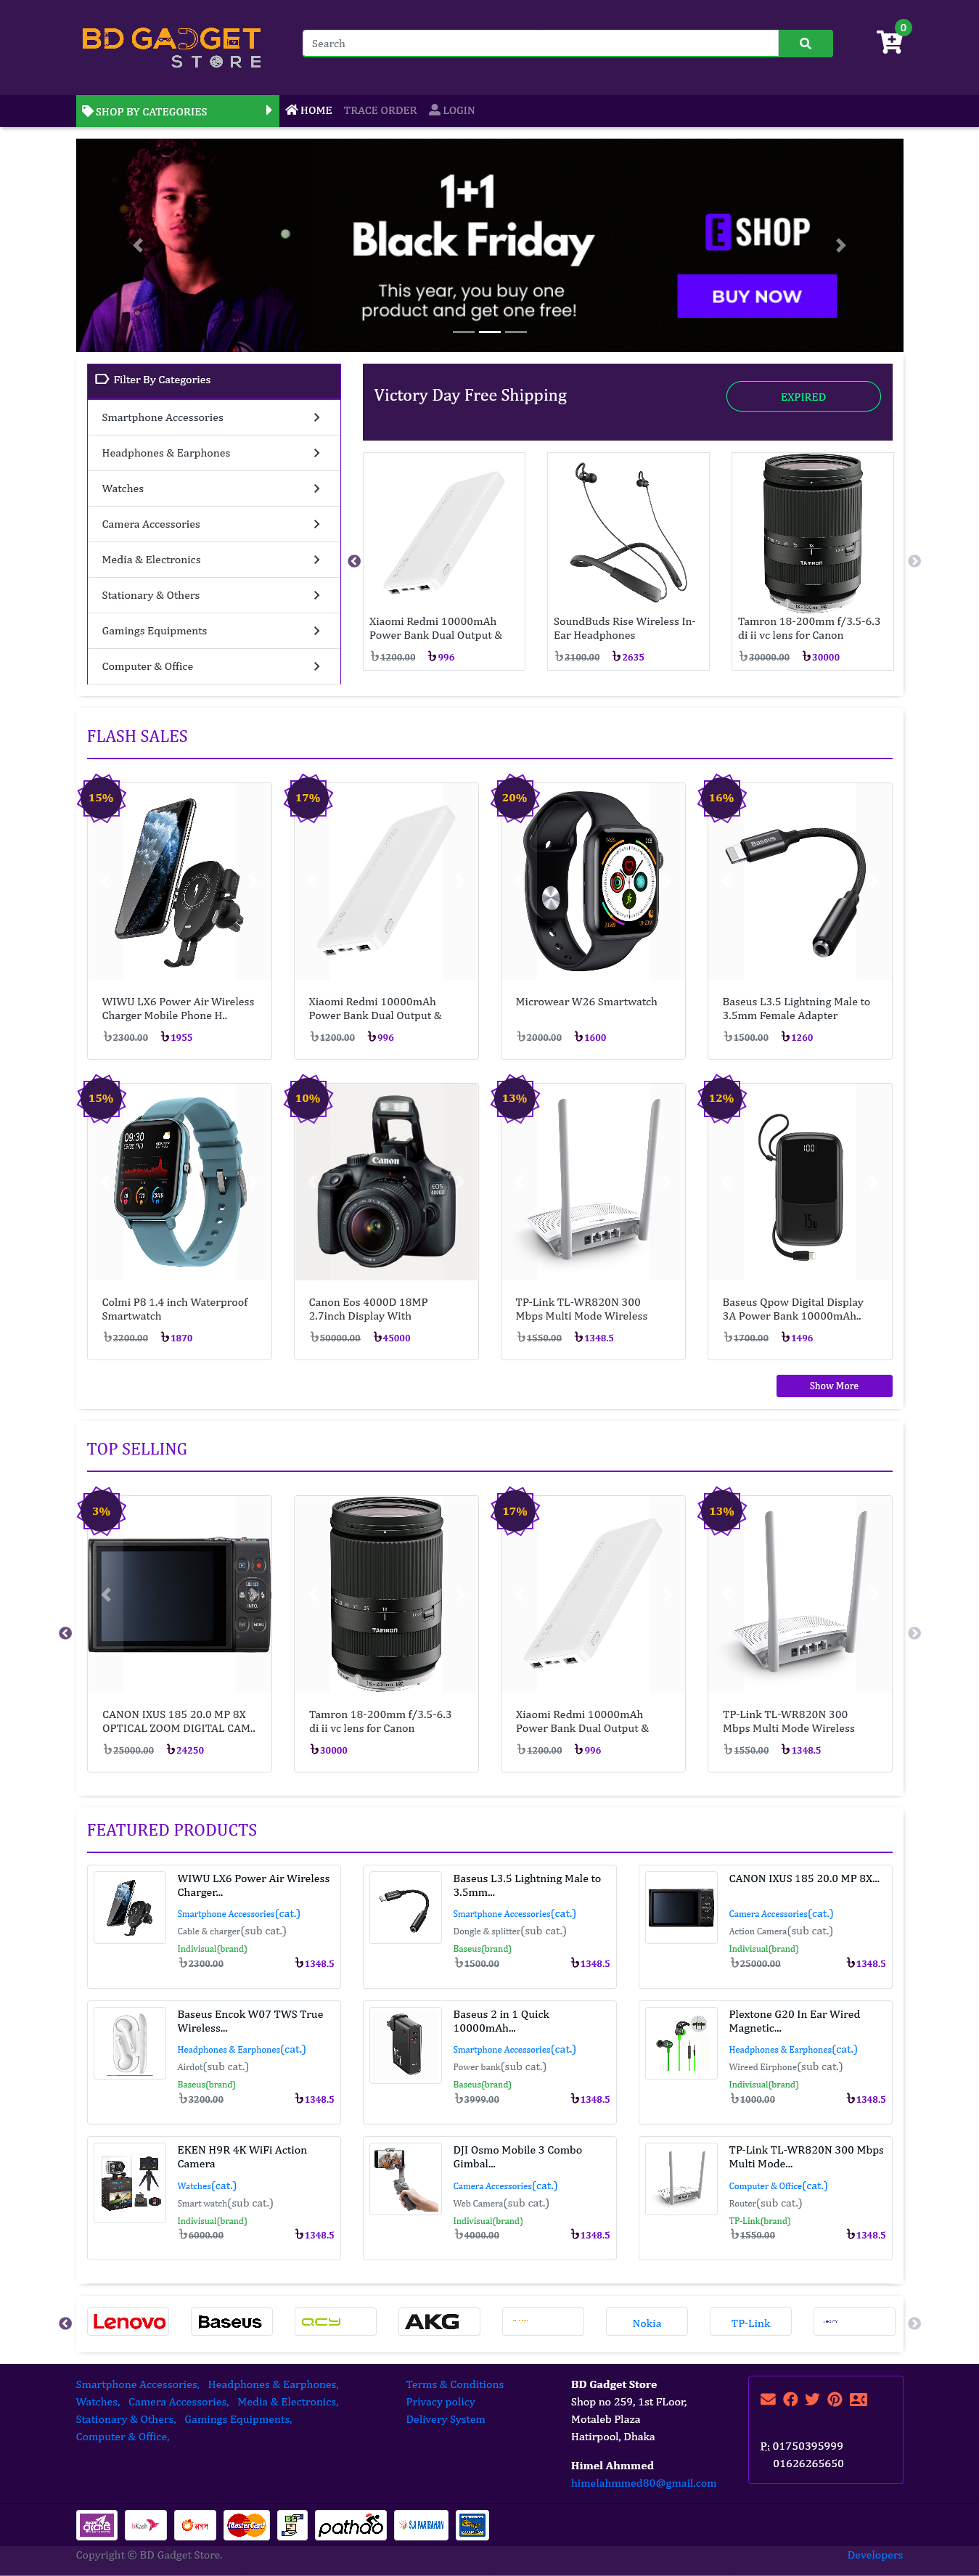 BD GADGET
STORE
Search
0
SHOP BY CATEGORIES
HOME
TRACE ORDER
LOGIN
1+1
Black Friday
This year, you buy one
product and get one free!
E SHOP
BUY NOW
Filter By Categories
Smartphone Accessories
Headphones & Earphones
Watches
Camera Accessories
Media & Electronics
Stationary & Others
Gamings Equipments
Computer & Office
Victory Day Free Shipping
EXPIRED
Xiaomi Redmi 10000mAh
Power Bank Dual Output &
৳1200.00 ৳996
SoundBuds Rise Wireless In-
Ear Headphones
৳3100.00 ৳2635
TAMRON
Tamron 18-200mm f/3.5-6.3
di ii vc lens for Canon
৳30000.00 ৳30000
FLASH SALES
15%
WIWU LX6 Power Air Wireless
Charger Mobile Phone H..
৳2300.00 ৳1955
17%
Xiaomi Redmi 10000mAh
Power Bank Dual Output &
৳1200.00 ৳996
20%
Microwear W26 Smartwatch
৳2000.00 ৳1600
16%
Baseus
Baseus L3.5 Lightning Male to
3.5mm Female Adapter
৳1500.00 ৳1260
15%
09:30
Colmi P8 1.4 inch Waterproof
Smartwatch
৳2200.00 ৳1870
10%
Canon
EOS
4000D
Canon Eos 4000D 18MP
2.7inch Display With
৳50000.00 ৳45000
13%
TP-Link TL-WR820N 300
Mbps Multi Mode Wireless
৳1550.00 ৳1348.5
12%
100
15W
Baseus Qpow Digital Display
3A Power Bank 10000mAh..
৳1700.00 ৳1496
Show More
TOP SELLING
3%
CANON IXUS 185 20.0 MP 8X
OPTICAL ZOOM DIGITAL CAM..
৳25000.00 ৳24250
TAMRON
Tamron 18-200mm f/3.5-6.3
di ii vc lens for Canon
৳30000
17%
Xiaomi Redmi 10000mAh
Power Bank Dual Output &
৳1200.00 ৳996
13%
TP-Link TL-WR820N 300
Mbps Multi Mode Wireless
৳1550.00 ৳1348.5
FEATURED PRODUCTS
WIWU LX6 Power Air Wireless
Charger...
Smartphone Accessories(cat.)
Cable & charger(sub cat.)
Indivisual(brand)
৳2300.00 ৳1348.5
Baseus L3.5 Lightning Male to
3.5mm...
Smartphone Accessories(cat.)
Dongle & splitter(sub cat.)
Baseus(brand)
৳1500.00 ৳1348.5
CANON IXUS 185 20.0 MP 8X...
Camera Accessories(cat.)
Action Camera(sub cat.)
Indivisual(brand)
৳25000.00 ৳1348.5
Baseus Encok W07 TWS True
Wireless...
Headphones & Earphones(cat.)
Airdot(sub cat.)
Baseus(brand)
৳3200.00 ৳1348.5
Baseus 2 in 1 Quick
10000mAh...
Smartphone Accessories(cat.)
Power bank(sub cat.)
Baseus(brand)
৳3999.00 ৳1348.5
Plextone G20 In Ear Wired
Magnetic...
Headphones & Earphones(cat.)
Wireed Eirphone(sub cat.)
Indivisual(brand)
৳1000.00 ৳1348.5
EKEN H9R 4K WiFi Action
Camera
Watches(cat.)
Smart watch(sub cat.)
Indivisual(brand)
৳6000.00 ৳1348.5
DJI Osmo Mobile 3 Combo
Gimbal...
Camera Accessories(cat.)
Web Camera(sub cat.)
Indivisual(brand)
৳4000.00 ৳1348.5
TP-Link TL-WR820N 300 Mbps
Multi Mode...
Computer & Office(cat.)
Router(sub cat.)
TP-Link(brand)
৳1550.00 ৳1348.5
Lenovo
Baseus
QCY
AKG
Nokia
TP-Link
Smartphone Accessories, Headphones & Earphones,
Watches, Camera Accessories, Media & Electronics,
Stationary & Others, Gamings Equipments,
Computer & Office,
Terms & Conditions
Privacy policy
Delivery System
BD Gadget Store
Shop no 259, 1st FLoor,
Motaleb Plaza
Hatirpool, Dhaka
Himel Ahmmed
himelahmmed80@gmail.com
P: 01750395999
01626265650
bKash
নগদ
MasterCard
pathao
S.A PARIBAHAN
Copyright © BD Gadget Store.
Developers